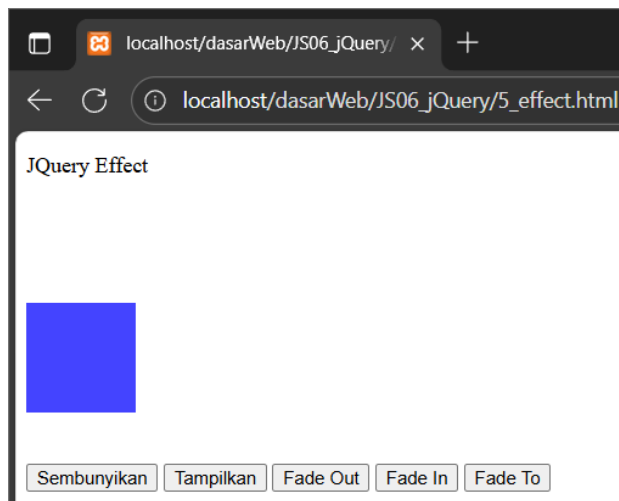 localhost/dasarWeb/JS06_jQuery/
localhost/dasarWeb/JS06_jQuery/5_effect.html
JQuery Effect
Sembunyikan Tampilkan Fade Out Fade In Fade To